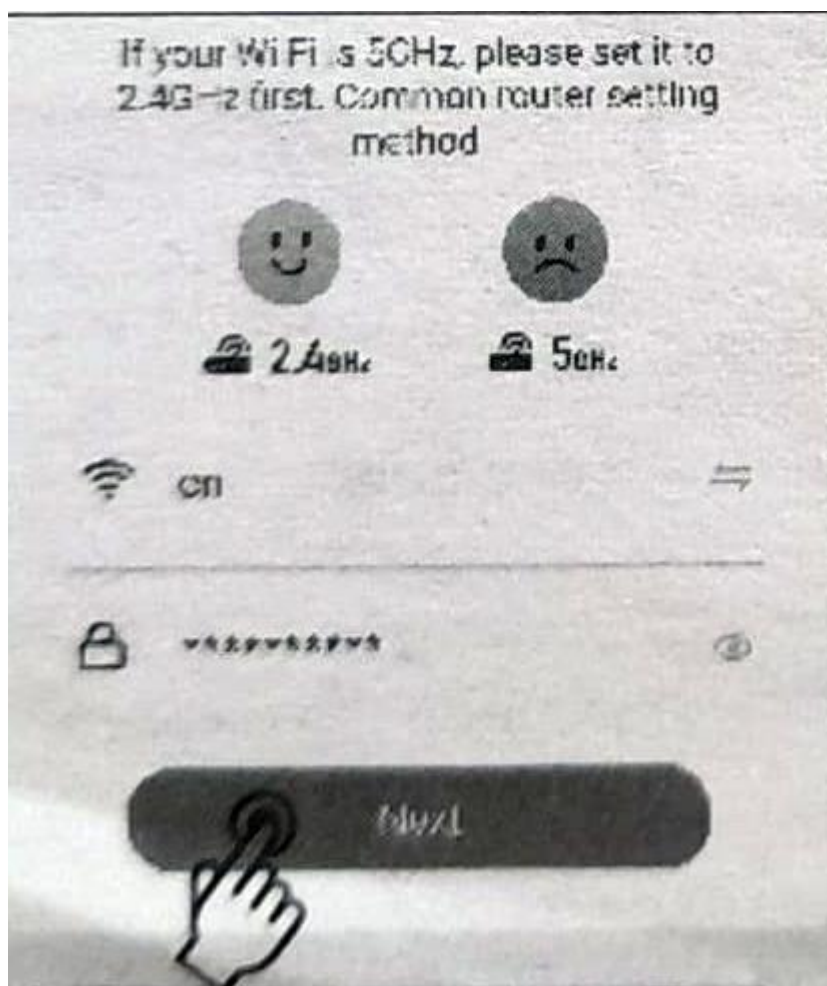 If your Wi Fi is 5GHz, please set it to
2.4GHz first. Common router setting
method
2.4GHz
5GHz
cn
**********
Next